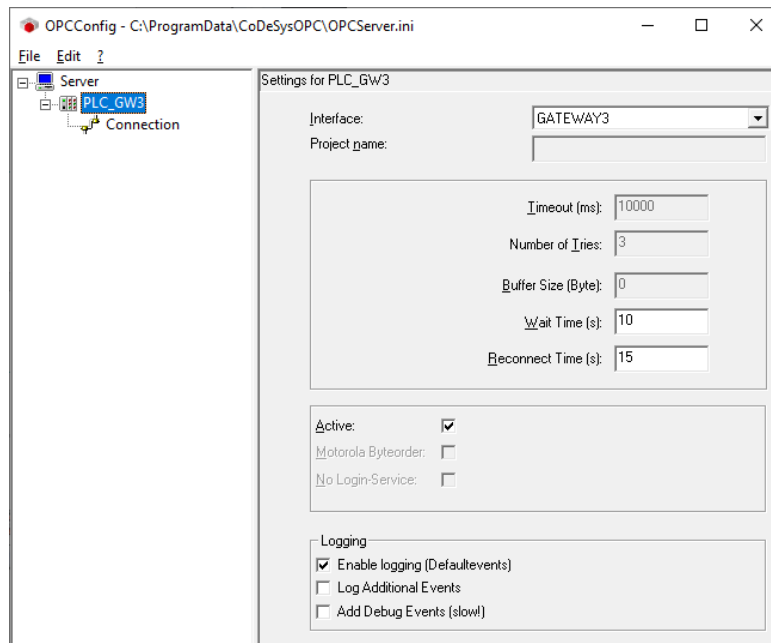 OPCConfig - C:\ProgramData\CoDeSysOPC\OPCServer.ini
File Edit ?
Server
PLC_GW3
Connection
Settings for PLC_GW3
Interface: GATEWAY3
Project name:
Timeout (ms): 10000
Number of Tries: 3
Buffer Size (Byte): 0
Wait Time (s): 10
Reconnect Time (s): 15
Active:
Motorola Byteorder:
No Login-Service:
Logging
Enable logging (Defaultevents)
Log Additional Events
Add Debug Events (slow!)